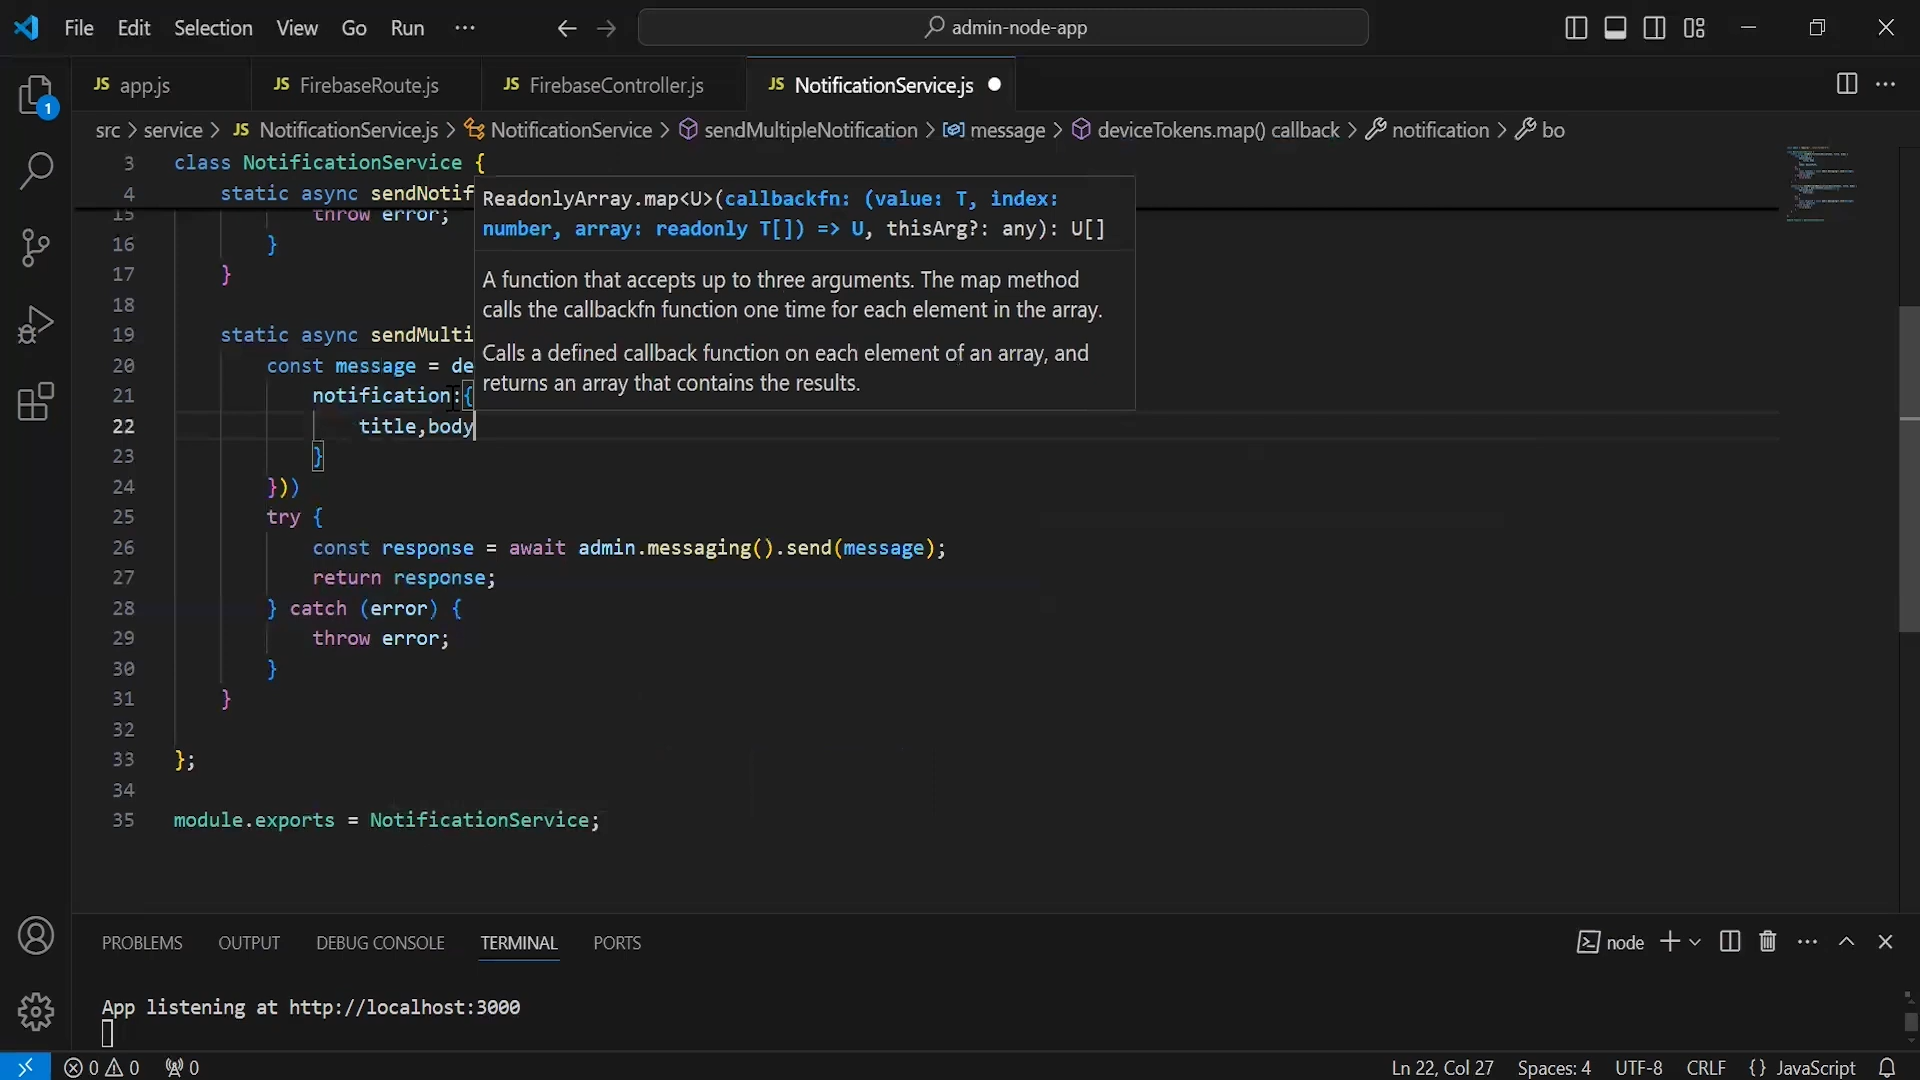 File Edit Selection View Go Run ··· admin-node-app
JS app.js JS FirebaseRoute.js JS FirebaseController.js JS NotificationService.js
src > service > JS NotificationService.js > NotificationService > sendMultipleNotification > message > deviceTokens.map() callback > notification > bo
1
3 class NotificationService {
4 static async sendNotif
ReadonlyArray.map<U>(callbackfn: (value: T, index:
number, array: readonly T[]) => U, thisArg?: any): U[]
A function that accepts up to three arguments. The map method
calls the callbackfn function one time for each element in the array.
Calls a defined callback function on each element of an array, and
returns an array that contains the results.
15 throw error;
16 }
17 }
18
19 static async sendMulti
20 const message = de
21 notification:{
22 title,body
23 }
24 }))
25 try {
26 const response = await admin.messaging().send(message);
27 return response;
28 } catch (error) {
29 throw error;
30 }
31 }
32
33 };
34
35 module.exports = NotificationService;
PROBLEMS OUTPUT DEBUG CONSOLE TERMINAL PORTS node
App listening at http://localhost:3000
0 0 0 Ln 22, Col 27 Spaces: 4 UTF-8 CRLF {} JavaScript